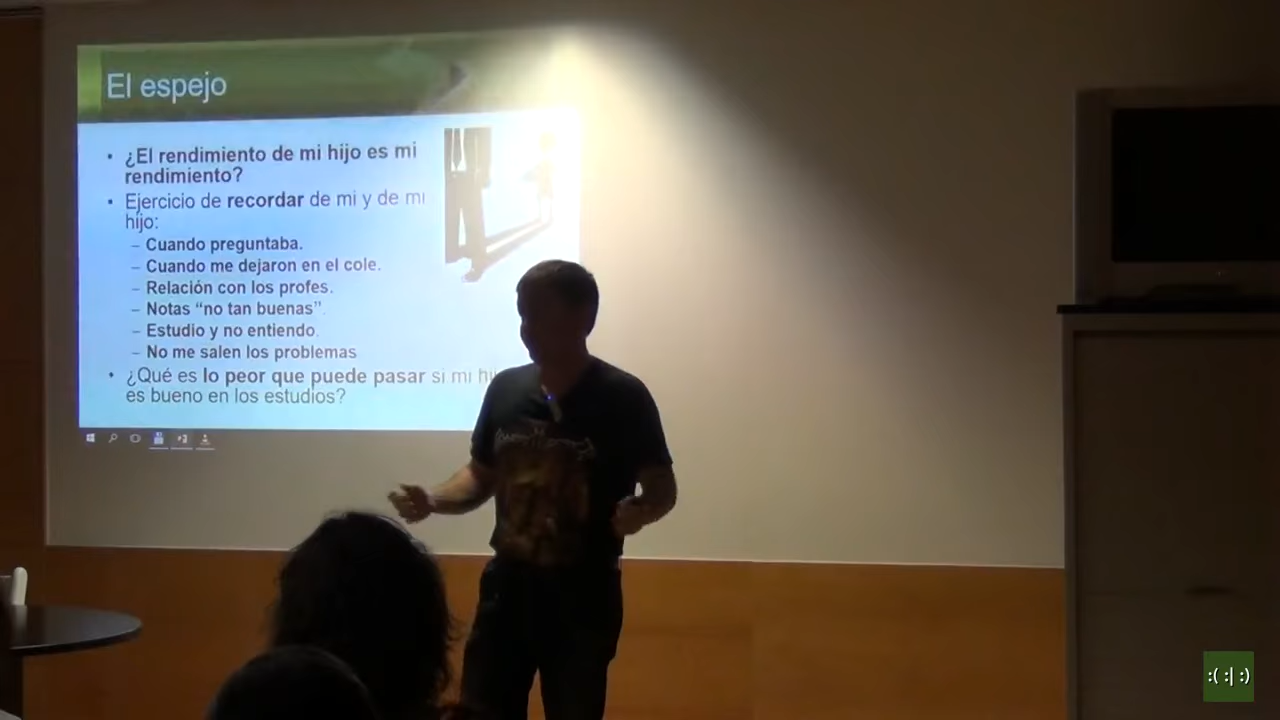 El espejo
• ¿El rendimiento de mi hijo es mi
rendimiento?
• Ejercicio de recordar de mi y de mi
hijo:
– Cuando preguntaba.
– Cuando me dejaron en el cole.
– Relación con los profes.
– Notas “no tan buenas”.
– Estudio y no entiendo.
– No me salen los problemas
• ¿Qué es lo peor que puede pasar si mi
es bueno en los estudios?
:( :| :)